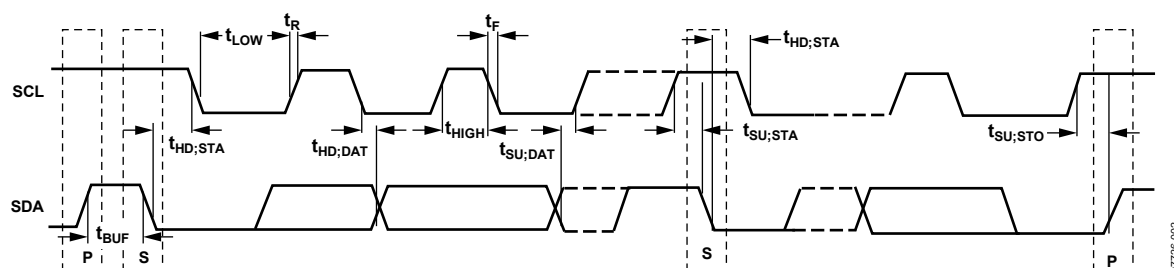 tLOW
tR
tF
tHD;STA
SCL
tHD;STA
tHD;DAT
tHIGH
tSU;DAT
tSU;STA
tSU;STO
SDA
tBUF
P
S
S
P